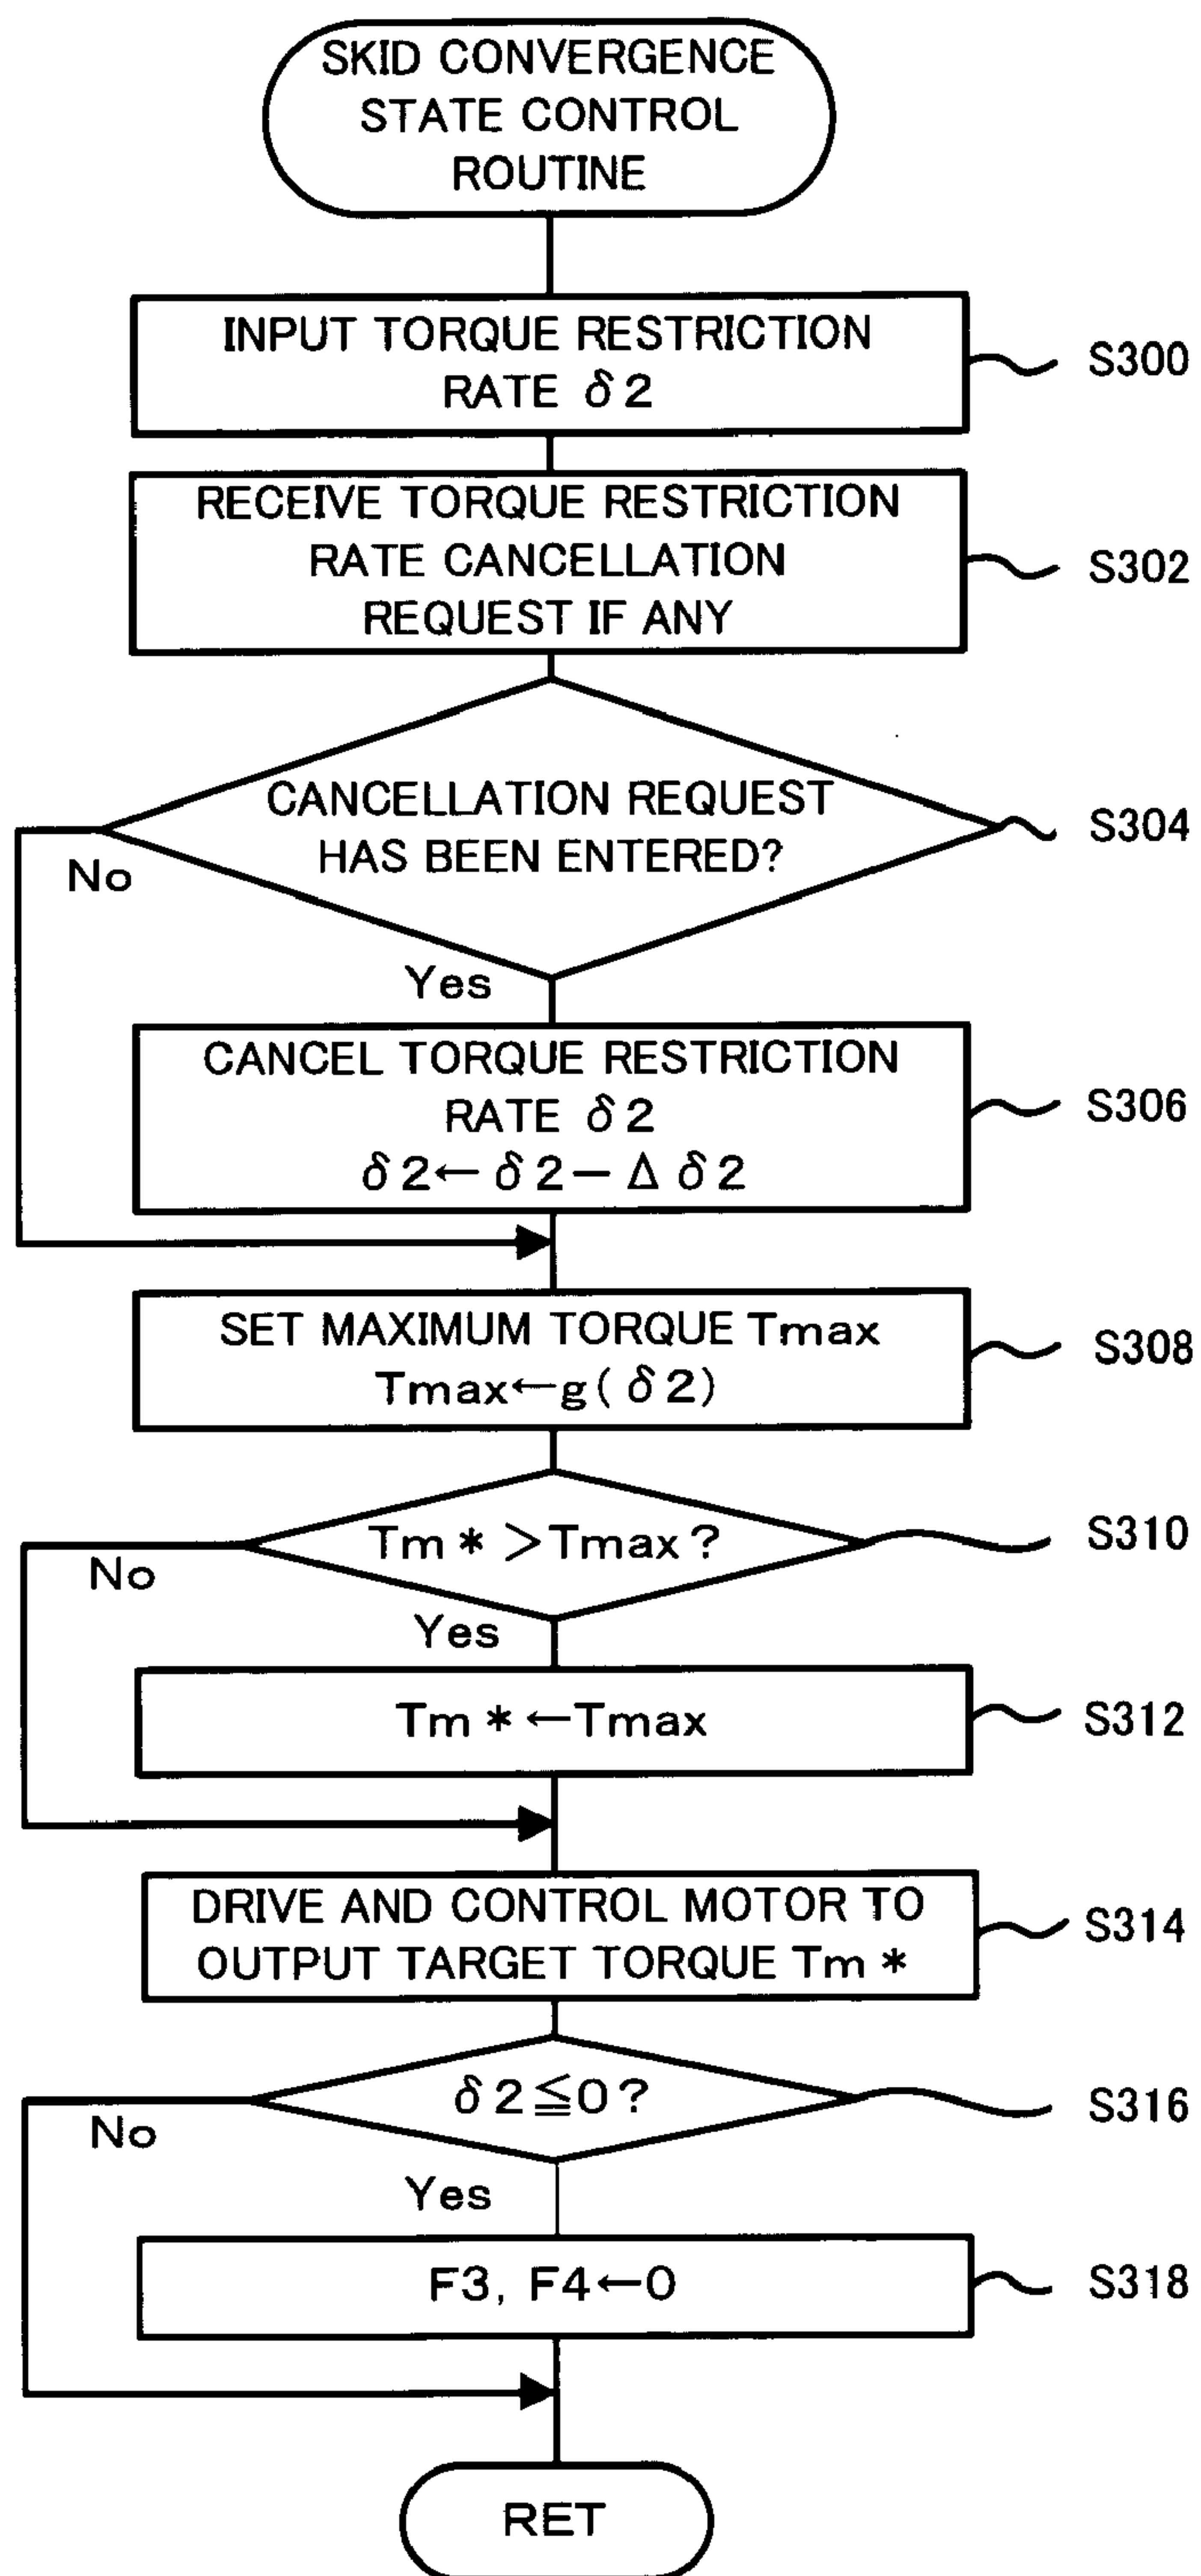 SKID CONVERGENCE
STATE CONTROL
ROUTINE
INPUT TORQUE RESTRICTION
RATE δ2
S300
RECEIVE TORQUE RESTRICTION
RATE CANCELLATION
REQUEST IF ANY
S302
CANCELLATION REQUEST
HAS BEEN ENTERED?
S304
No
Yes
CANCEL TORQUE RESTRICTION
RATE δ2
δ2←δ2−Δδ2
S306
SET MAXIMUM TORQUE Tmax
Tmax←g(δ2)
S308
Tm*>Tmax?
S310
No
Yes
Tm*←Tmax
S312
DRIVE AND CONTROL MOTOR TO
OUTPUT TARGET TORQUE Tm*
S314
δ2≦0?
S316
No
Yes
F3, F4←0
S318
RET